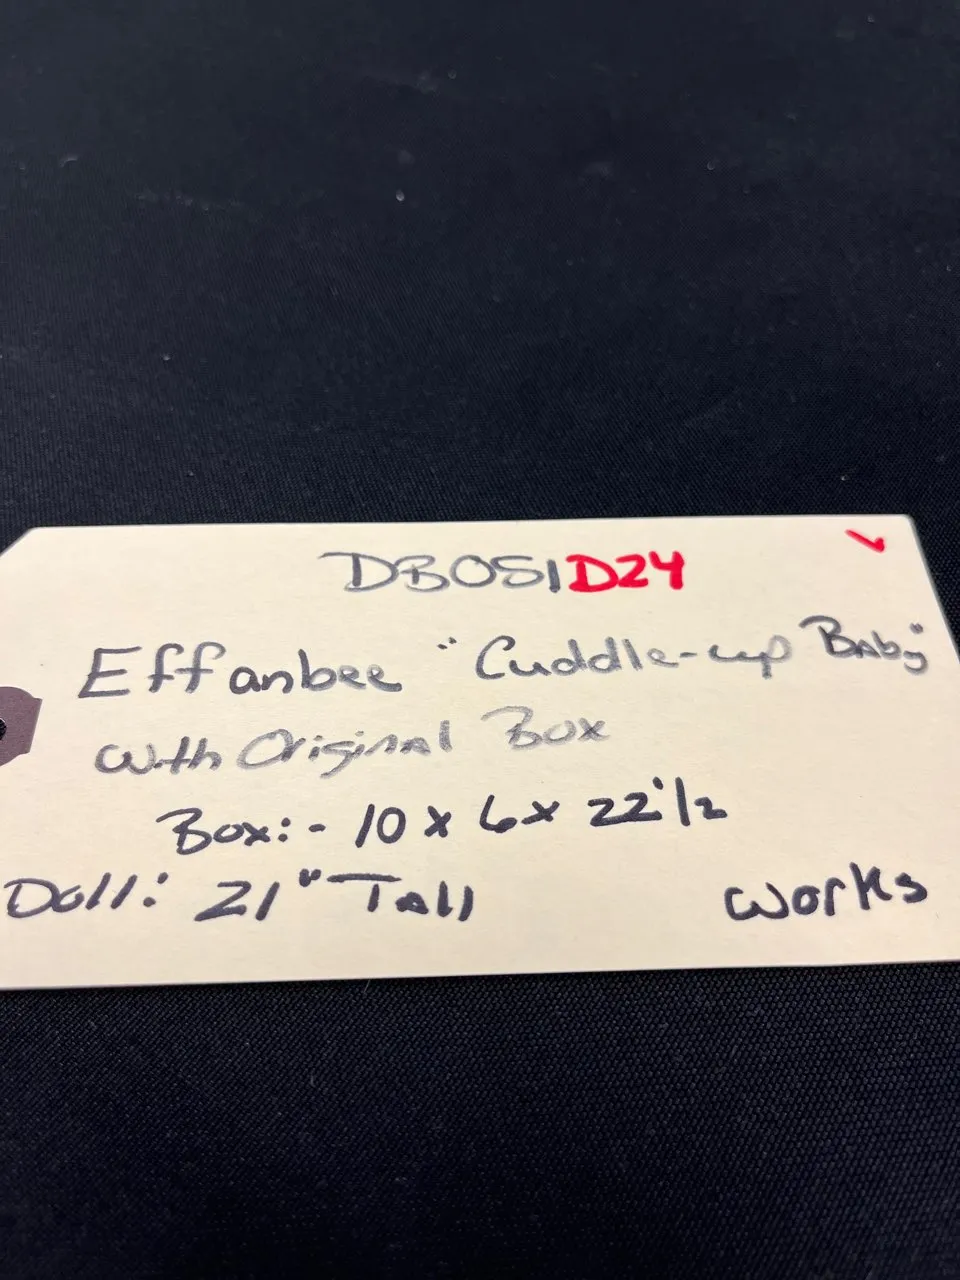 DB051D24
Effanbee "Cuddle-up Baby"
with Original Box
Box:- 10 x 6 x 22 1/2
Doll: 21" Tall
works